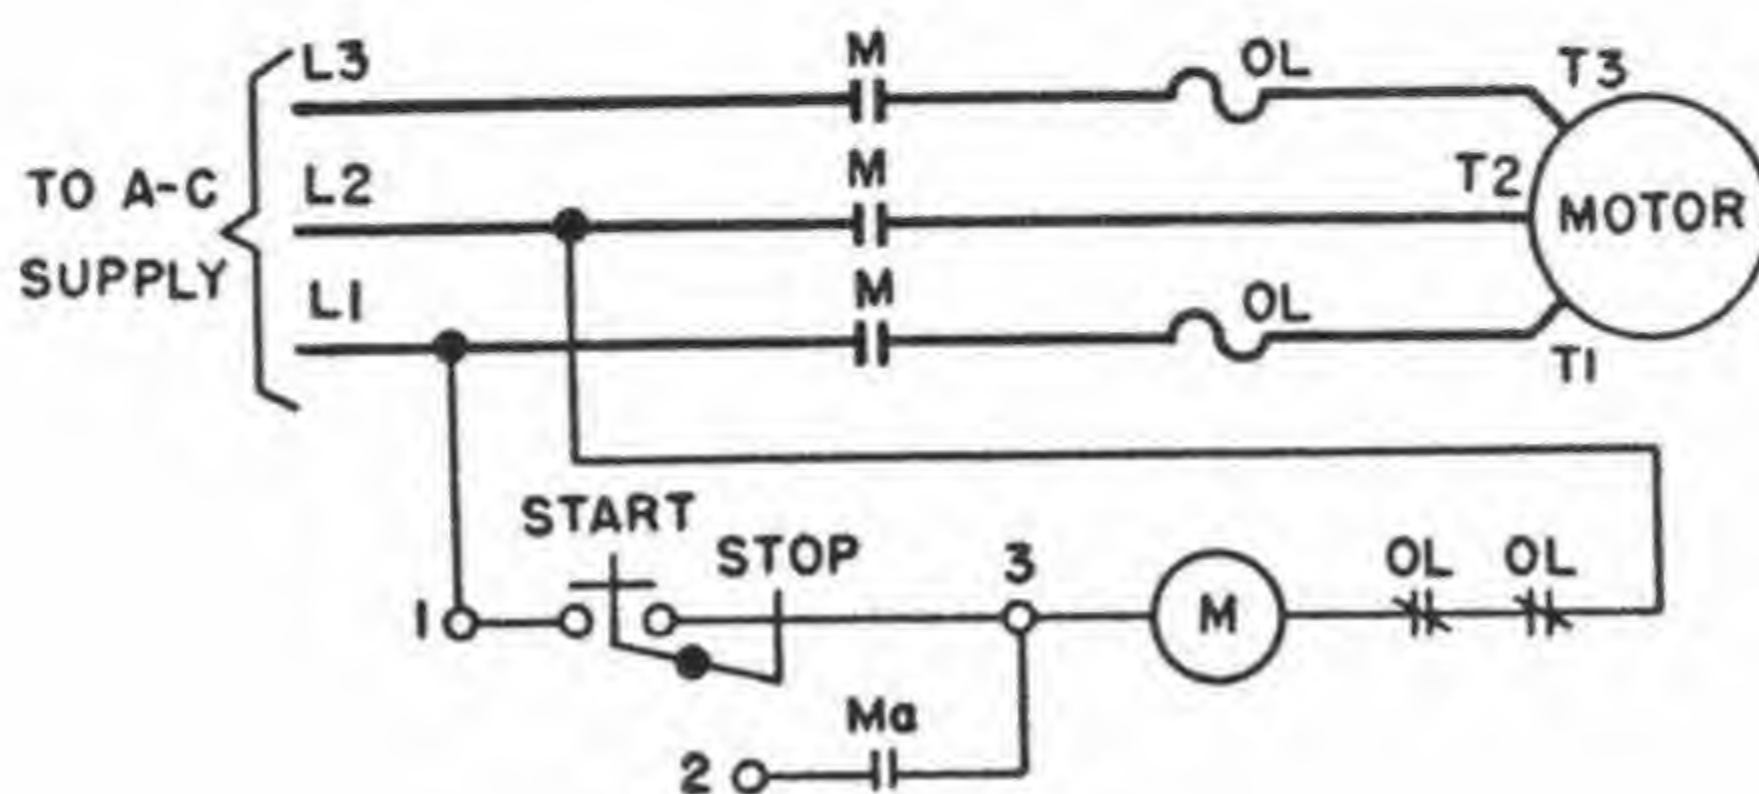 L3 M OL T3
TO A-C SUPPLY
L2 M T2
MOTOR
L1 M OL
T1
START
STOP
3
OL OL
1
M
Ma
2